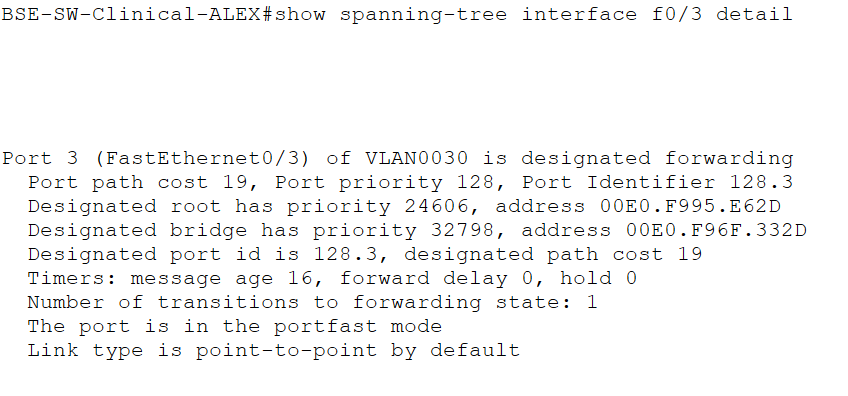 BSE-SW-Clinical-ALEX#show spanning-tree interface f0/3 detail
Port 3 (FastEthernet0/3) of VLAN0030 is designated forwarding
Port path cost 19, Port priority 128, Port Identifier 128.3
Designated root has priority 24606, address 00E0.F995.E62D
Designated bridge has priority 32798, address 00E0.F96F.332D
Designated port id is 128.3, designated path cost 19
Timers: message age 16, forward delay 0, hold 0
Number of transitions to forwarding state: 1
The port is in the portfast mode
Link type is point-to-point by default